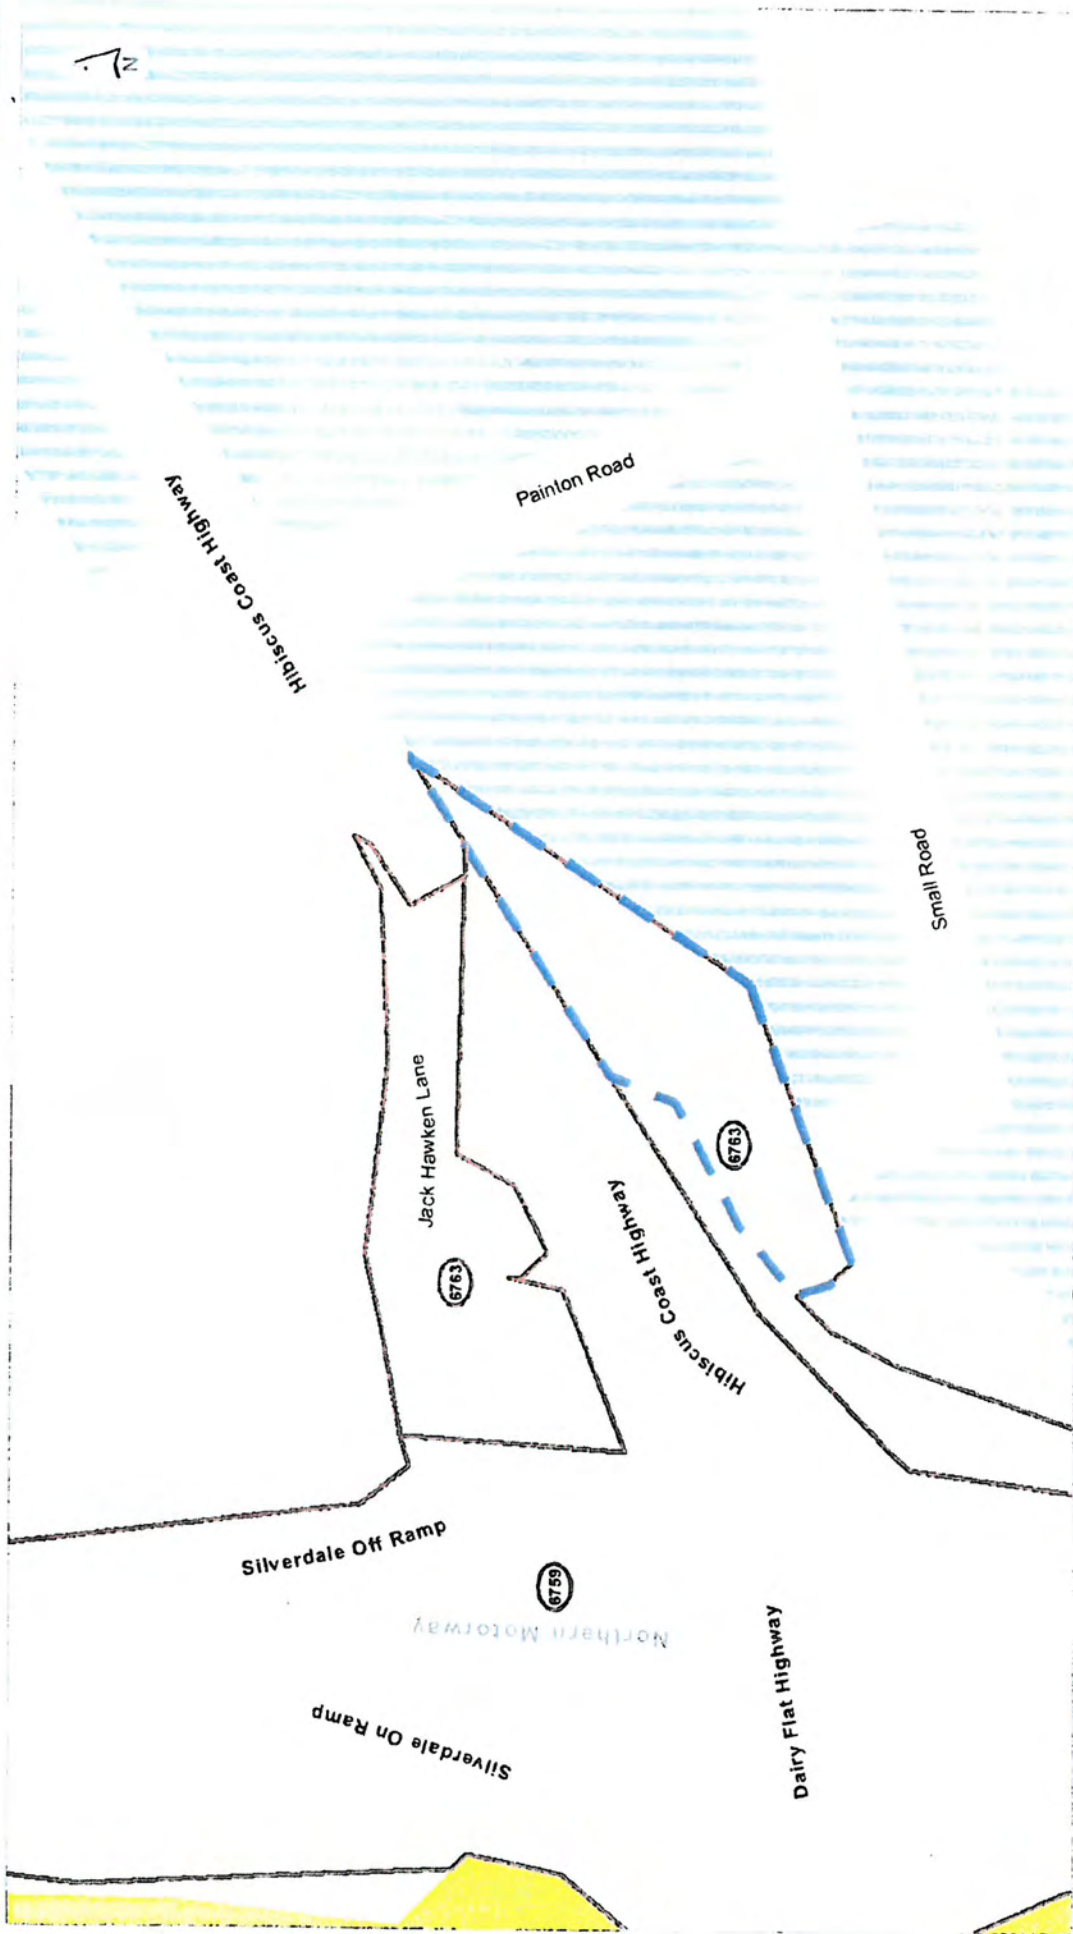 N
Hibiscus Coast Highway
Painton Road
Small Road
Jack Hawken Lane
6763
6763
Hibiscus Coast Highway
Silverdale Off Ramp
6759
Northern Motorway
Silverdale On Ramp
Dairy Flat Highway